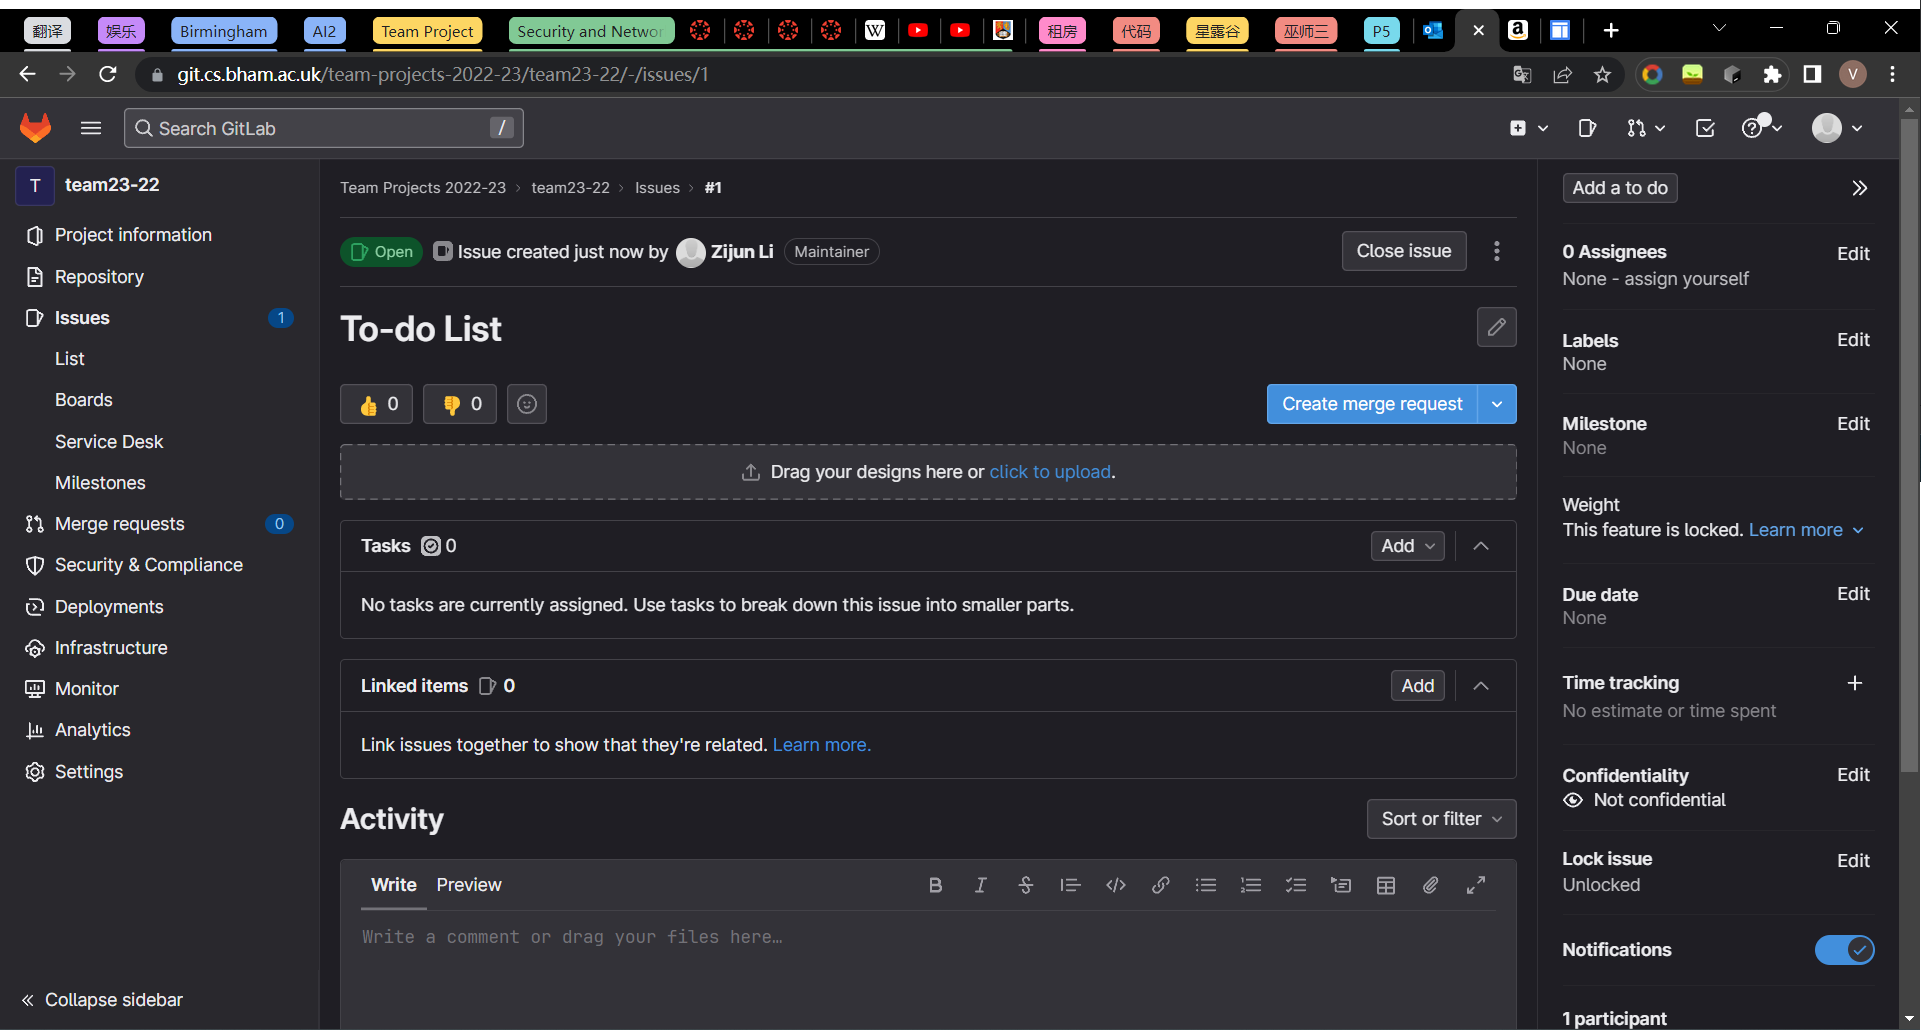 翻译 娱乐 Birmingham AI2 Team Project Security and Networ W 租房 代码 星露谷 巫师三 P5 a
git.cs.bham.ac.uk/team-projects-2022-23/team23-22/-/issues/1 V
Search GitLab /
T team23-22
Project information
Repository
Issues 1
List
Boards
Service Desk
Milestones
Merge requests 0
Security & Compliance
Deployments
Infrastructure
Monitor
Analytics
Settings
Collapse sidebar
Team Projects 2022-23 › team23-22 › Issues › #1
Open Issue created just now by Zijun Li Maintainer Close issue
To-do List
👍 0 👎 0 Create merge request
Drag your designs here or click to upload.
Tasks 0 Add
No tasks are currently assigned. Use tasks to break down this issue into smaller parts.
Linked items 0 Add
Link issues together to show that they're related. Learn more.
Activity Sort or filter
Write Preview B I S
Write a comment or drag your files here…
Add a to do
0 Assignees Edit
None - assign yourself
Labels Edit
None
Milestone Edit
None
Weight
This feature is locked. Learn more
Due date Edit
None
Time tracking +
No estimate or time spent
Confidentiality Edit
Not confidential
Lock issue Edit
Unlocked
Notifications
1 participant